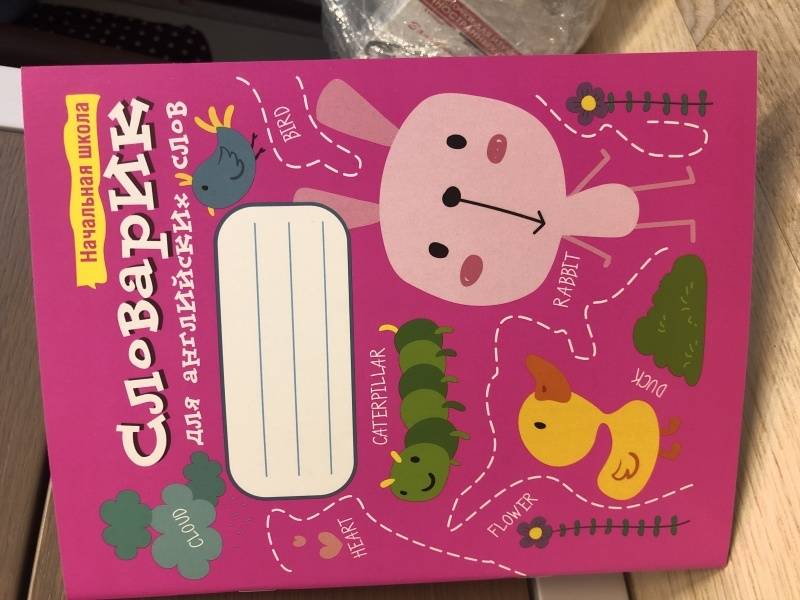 Начальная школа
Словарик
для английских слов
BIRD
RABBIT
CATERPILLAR
DUCK
CLOUD
HEART
FLOWER